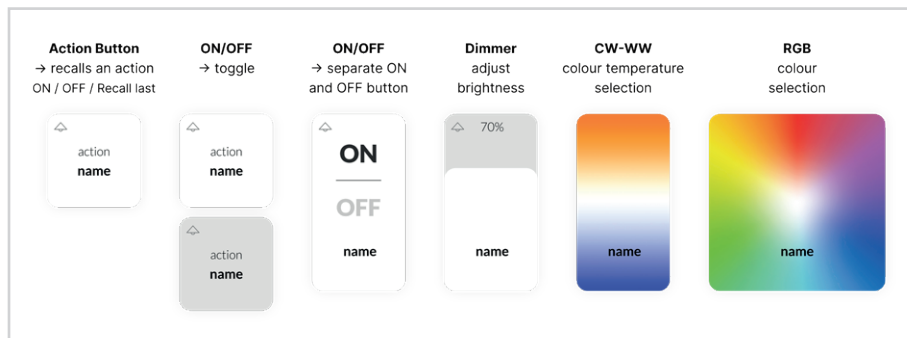 Action Button
→ recalls an action
ON / OFF / Recall last
action
name
ON/OFF
→ toggle
action
name
action
name
ON/OFF
→ separate ON
and OFF button
ON
OFF
name
Dimmer
adjust
brightness
70%
name
CW-WW
colour temperature
selection
name
RGB
colour
selection
name